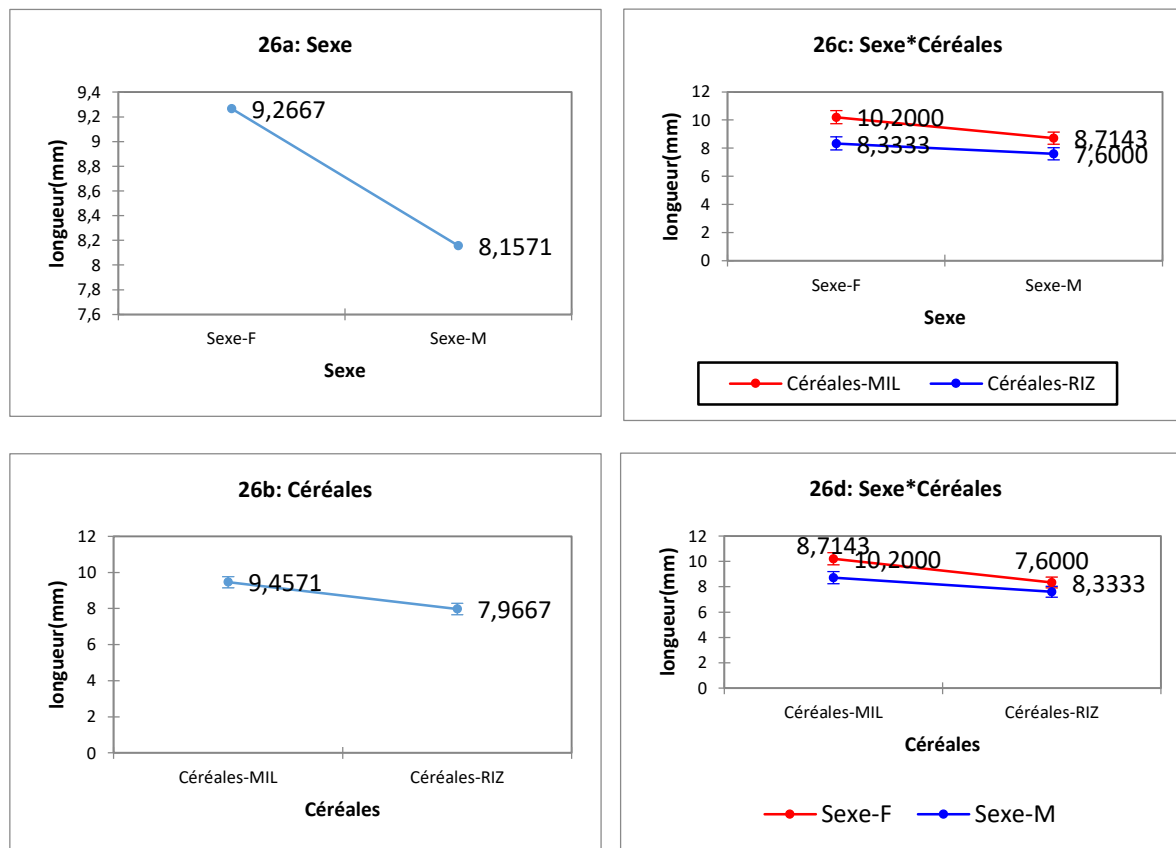 26a: Sexe
longueur(mm)
9,4
9,2
9
8,8
8,6
8,4
8,2
8
7,8
7,6
9,2667
8,1571
Sexe-F Sexe-M
Sexe
26c: Sexe*Céréales
longueur(mm)
12
10
8
6
4
2
0
10,2000
8,3333
8,7143
7,6000
Sexe-F Sexe-M
Sexe
Céréales-MIL Céréales-RIZ
26b: Céréales
longueur(mm)
12
10
8
6
4
2
0
9,4571
7,9667
Céréales-MIL Céréales-RIZ
Céréales
26d: Sexe*Céréales
longueur(mm)
12
10
8
6
4
2
0
8,7143
10,2000
7,6000
8,3333
Céréales-MIL Céréales-RIZ
Céréales
Sexe-F Sexe-M